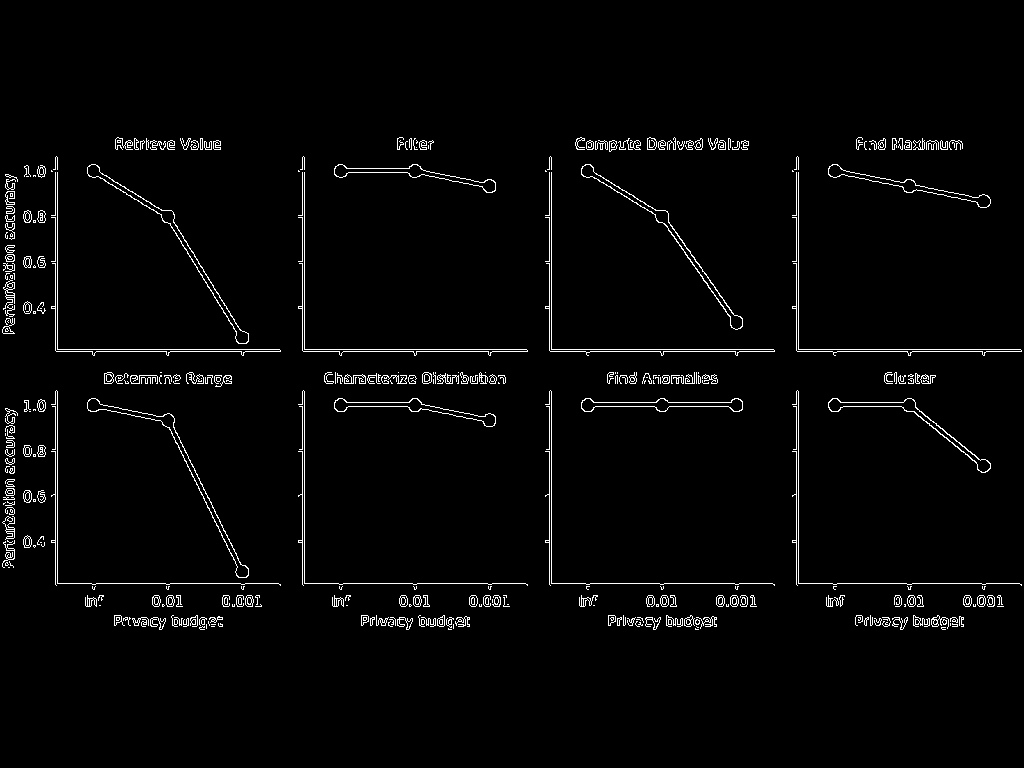 Retrieve Value
Filter
Compute Derived Value
Find Maximum
Perturbation accuracy
1.0
0.8
0.6
0.4
Determine Range
Characterize Distribution
Find Anomalies
Cluster
Perturbation accuracy
1.0
0.8
0.6
0.4
inf 0.01 0.001
inf 0.01 0.001
inf 0.01 0.001
inf 0.01 0.001
Privacy budget
Privacy budget
Privacy budget
Privacy budget